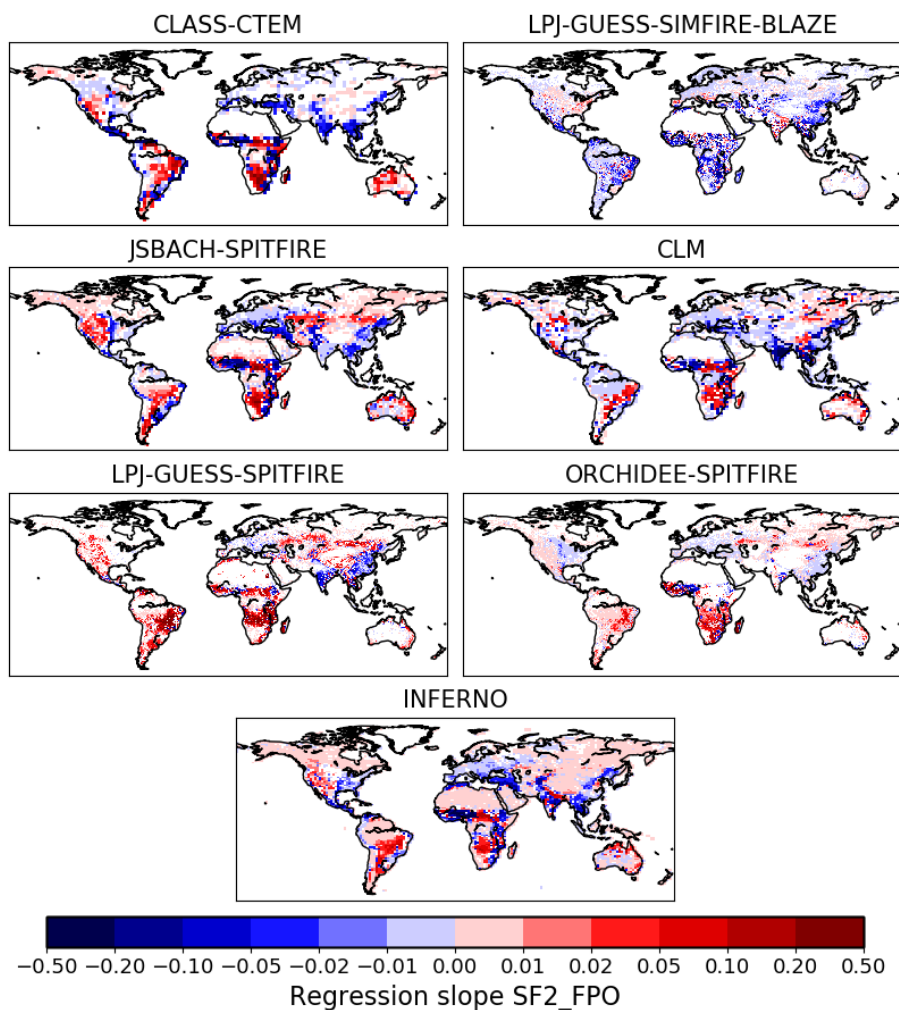 CLASS-CTEM LPJ-GUESS-SIMFIRE-BLAZE
JSBACH-SPITFIRE CLM
LPJ-GUESS-SPITFIRE ORCHIDEE-SPITFIRE
INFERNO
−0.50 −0.20 −0.10 −0.05 −0.02 −0.01 0.00 0.01 0.02 0.05 0.10 0.20 0.50
Regression slope SF2_FPO